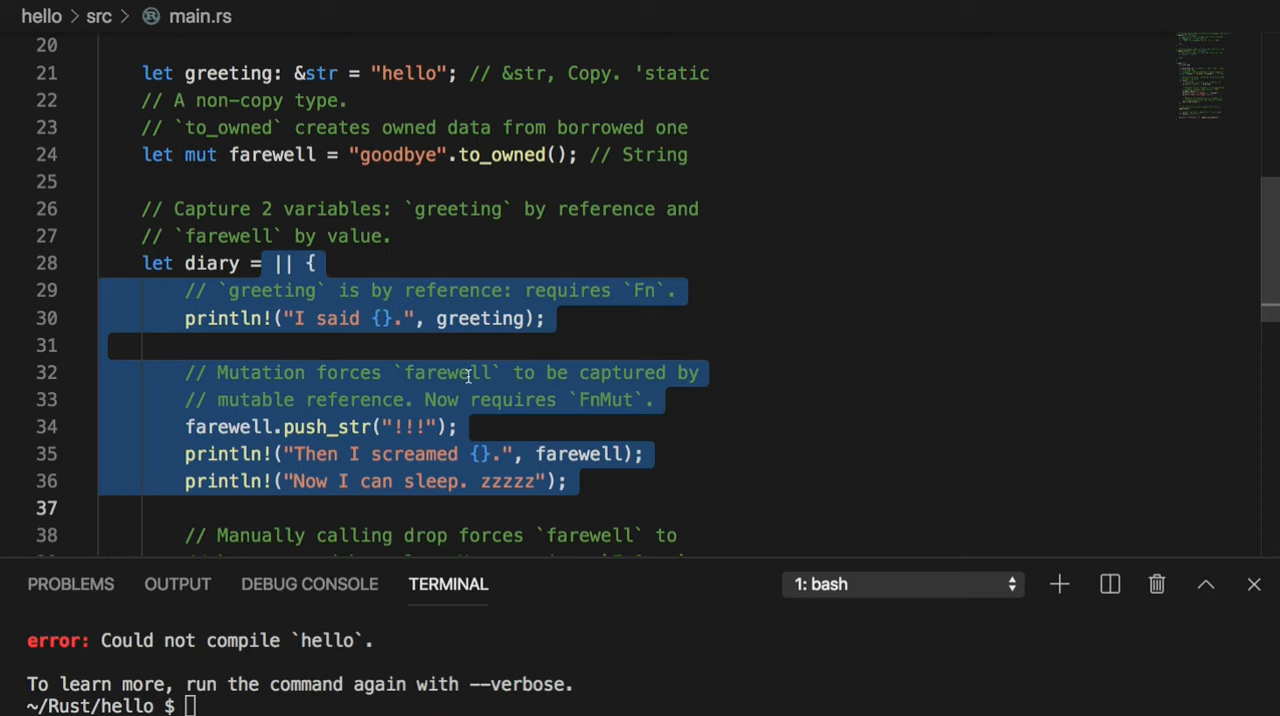 hello > src > main.rs
20
21 let greeting: &str = "hello"; // &str, Copy. 'static
22 // A non-copy type.
23 // `to_owned` creates owned data from borrowed one
24 let mut farewell = "goodbye".to_owned(); // String
25
26 // Capture 2 variables: `greeting` by reference and
27 // `farewell` by value.
28 let diary = || {
29 // `greeting` is by reference: requires `Fn`.
30 println!("I said {}.", greeting);
31
32 // Mutation forces `farewell` to be captured by
33 // mutable reference. Now requires `FnMut`.
34 farewell.push_str("!!!");
35 println!("Then I screamed {}.", farewell);
36 println!("Now I can sleep. zzzzz");
37
38 // Manually calling drop forces `farewell` to
PROBLEMS OUTPUT DEBUG CONSOLE TERMINAL 1: bash
error: Could not compile `hello`.
To learn more, run the command again with --verbose.
~/Rust/hello $